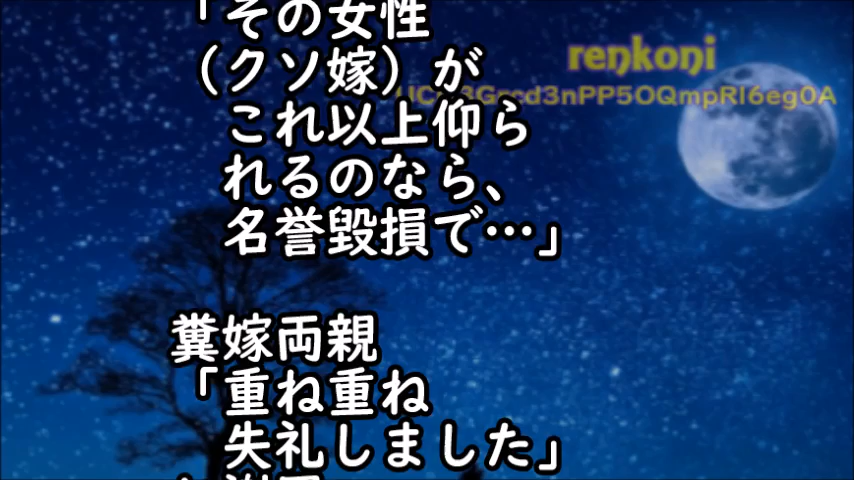 「その女性
（クソ嫁）が
これ以上仰ら
れるのなら、
名誉毀損で…」
renkoni
糞嫁両親
「重ね重ね
失礼しました」